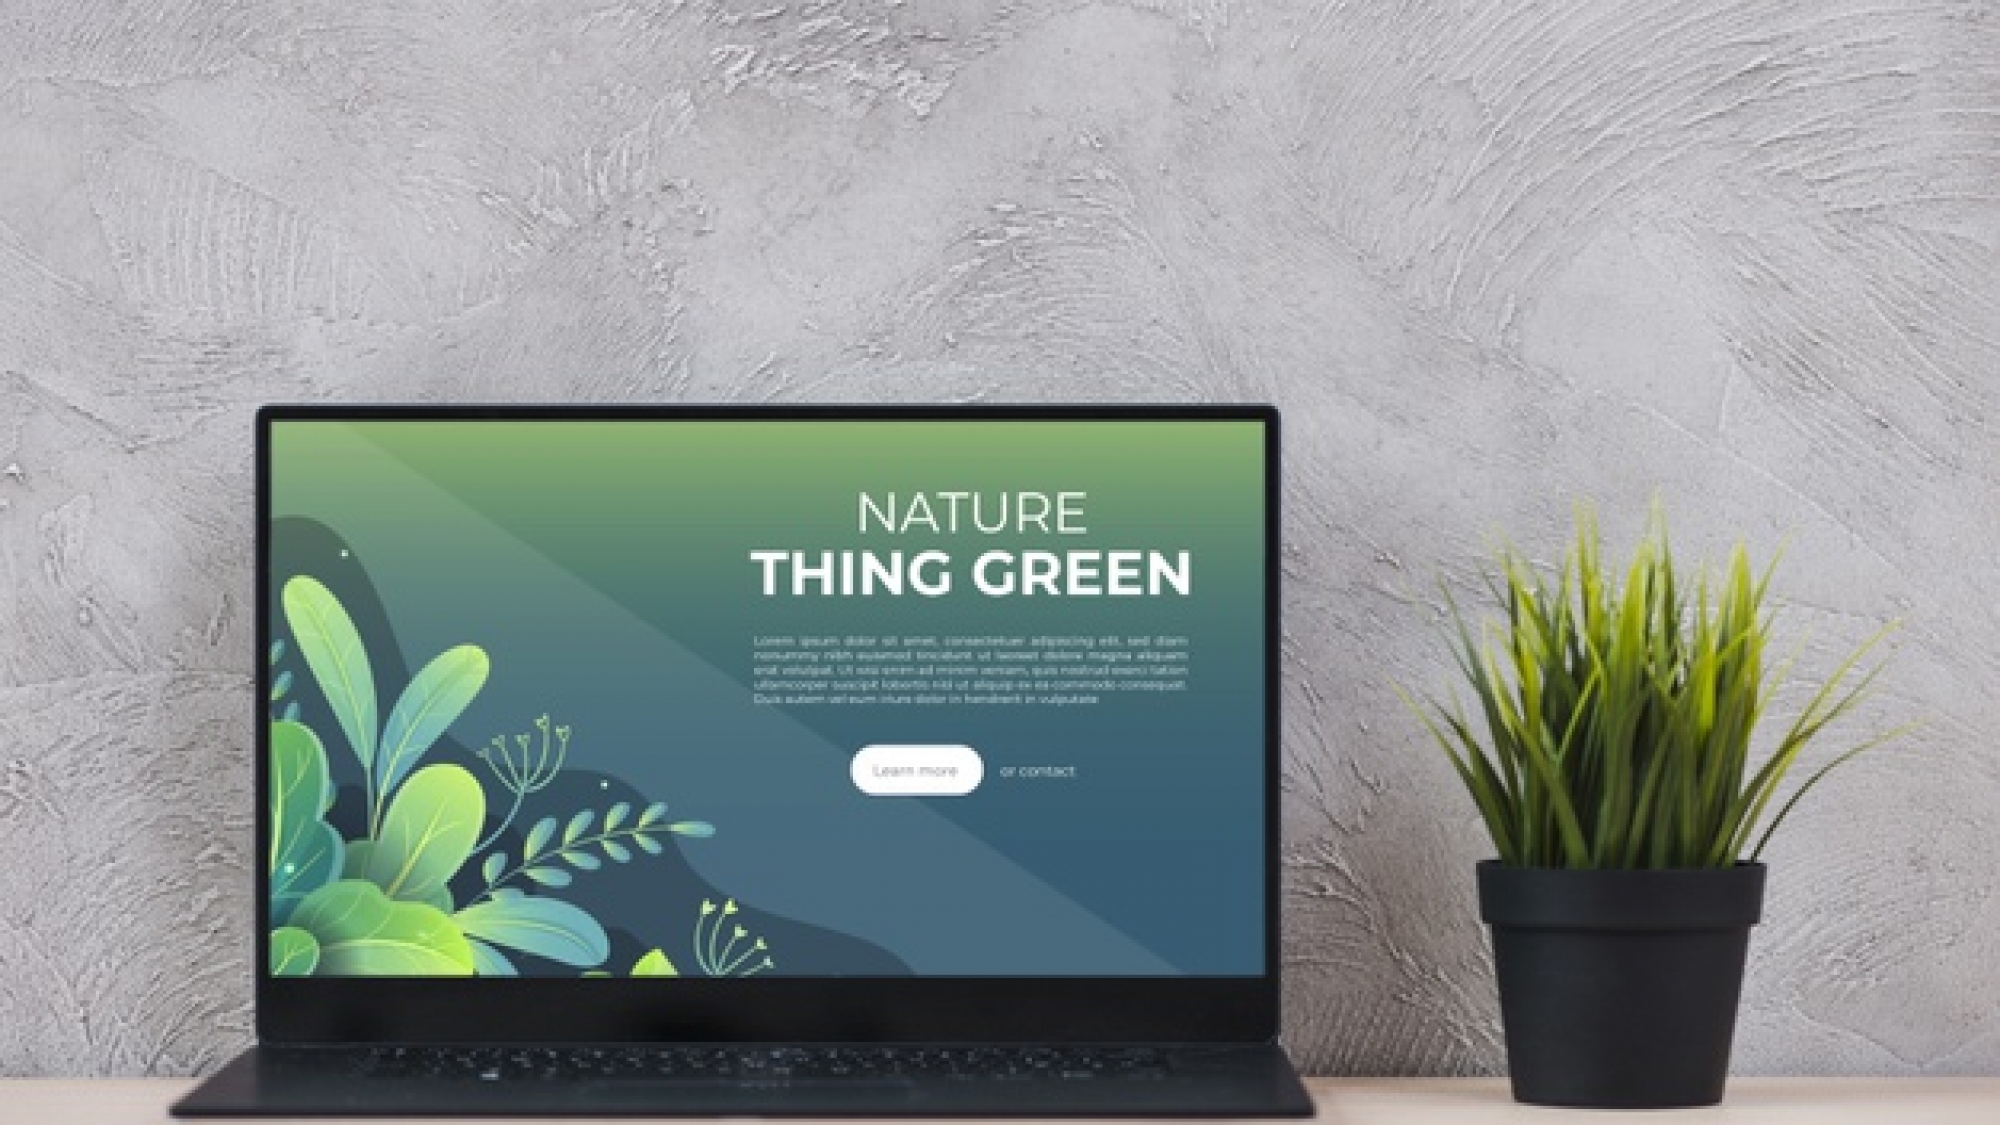 NATURE
THING GREEN
Lorem ipsum dolor sit amet, consectetuer adipiscing elit, sed diam
nonummy nibh euismod tincidunt ut laoreet dolore magna aliquam
erat volutpat. Ut wisi enim ad minim veniam, quis nostrud exerci tation
ullamcorper suscipit lobortis nisl ut aliquip ex ea commodo consequat.
Duis autem vel eum iriure dolor in hendrerit in vulputate
Learn more or contact